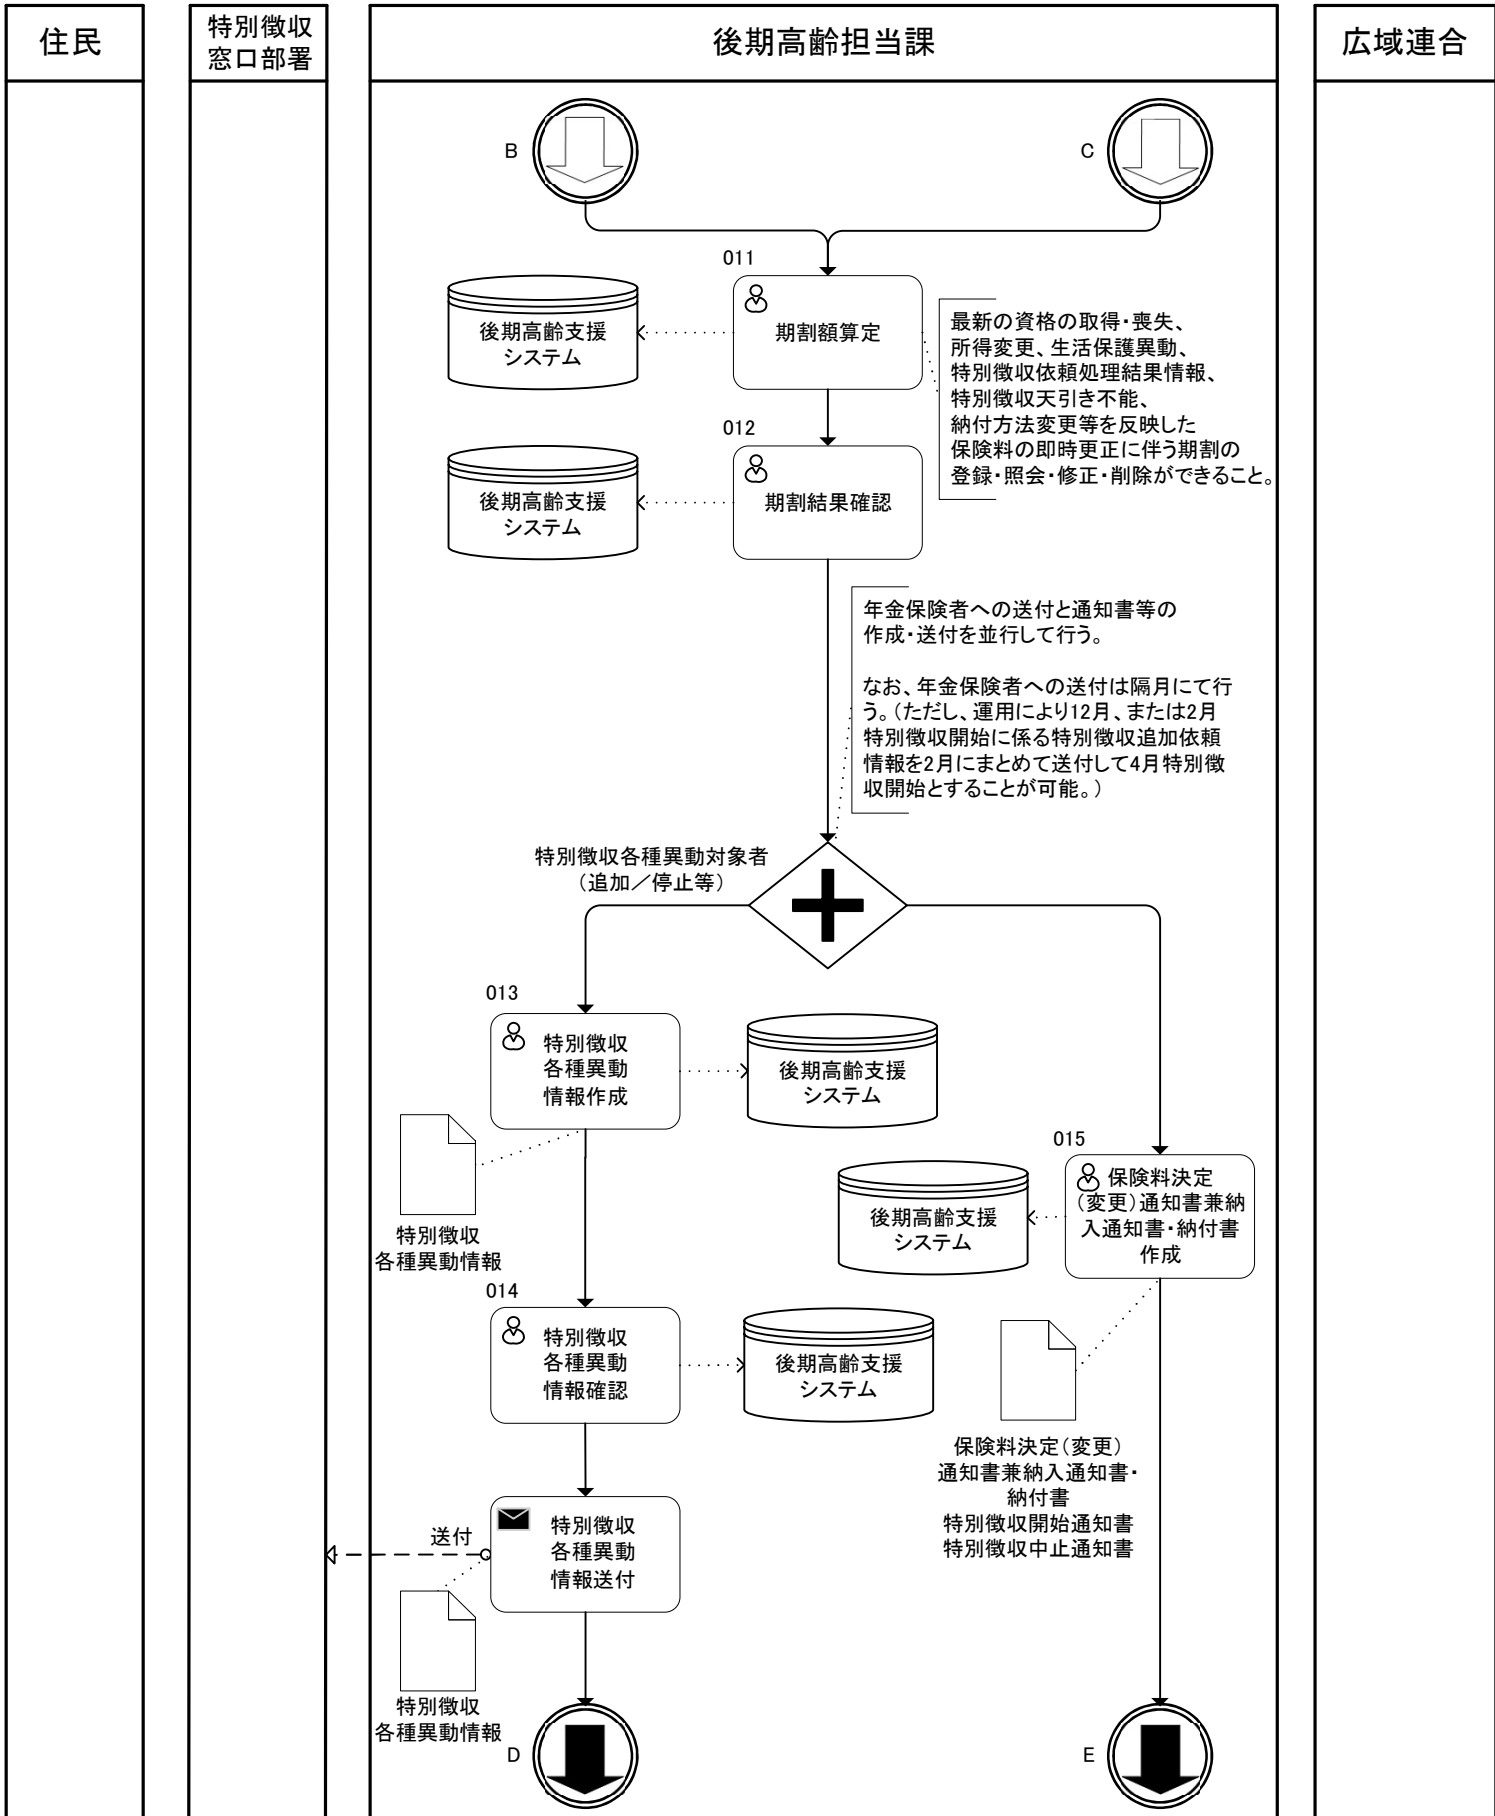 住民
特別徴収
窓口部署
後期高齢担当課
広域連合
B
C
011
期割額算定
後期高齢支援
システム
最新の資格の取得・喪失、
所得変更、生活保護異動、
特別徴収依頼処理結果情報、
特別徴収天引き不能、
納付方法変更等を反映した
保険料の即時更正に伴う期割の
登録・照会・修正・削除ができること。
012
期割結果確認
後期高齢支援
システム
年金保険者への送付と通知書等の
作成・送付を並行して行う。
なお、年金保険者への送付は隔月にて行
う。(ただし、運用により12月、または2月
特別徴収開始に係る特別徴収追加依頼
情報を2月にまとめて送付して4月特別徴
収開始とすることが可能。)
特別徴収各種異動対象者
(追加/停止等)
013
特別徴収
各種異動
情報作成
後期高齢支援
システム
特別徴収
各種異動情報
015
保険料決定
(変更)通知書兼納
入通知書・納付書
作成
後期高齢支援
システム
014
特別徴収
各種異動
情報確認
後期高齢支援
システム
保険料決定(変更)
通知書兼納入通知書・
納付書
特別徴収開始通知書
特別徴収中止通知書
特別徴収
各種異動
情報送付
送付
特別徴収
各種異動情報
D
E